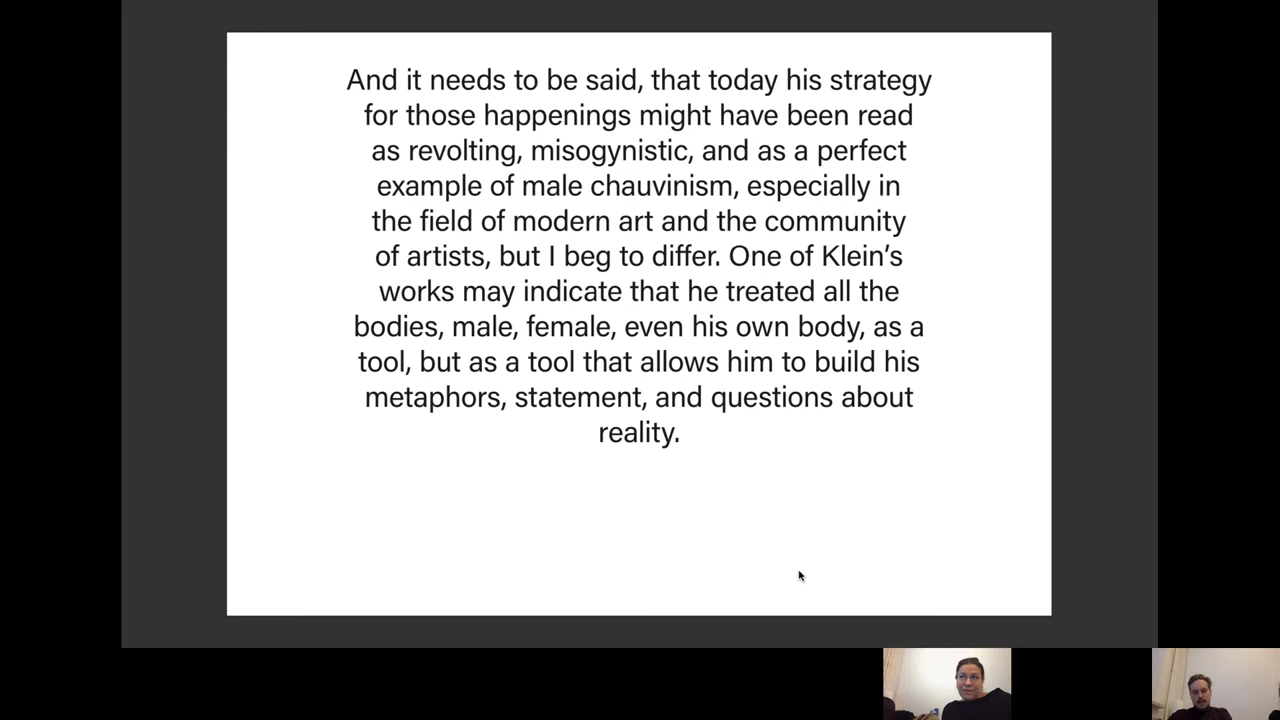 And it needs to be said, that today his strategy
for those happenings might have been read
as revolting, misogynistic, and as a perfect
example of male chauvinism, especially in
the field of modern art and the community
of artists, but I beg to differ. One of Klein’s
works may indicate that he treated all the
bodies, male, female, even his own body, as a
tool, but as a tool that allows him to build his
metaphors, statement, and questions about
reality.